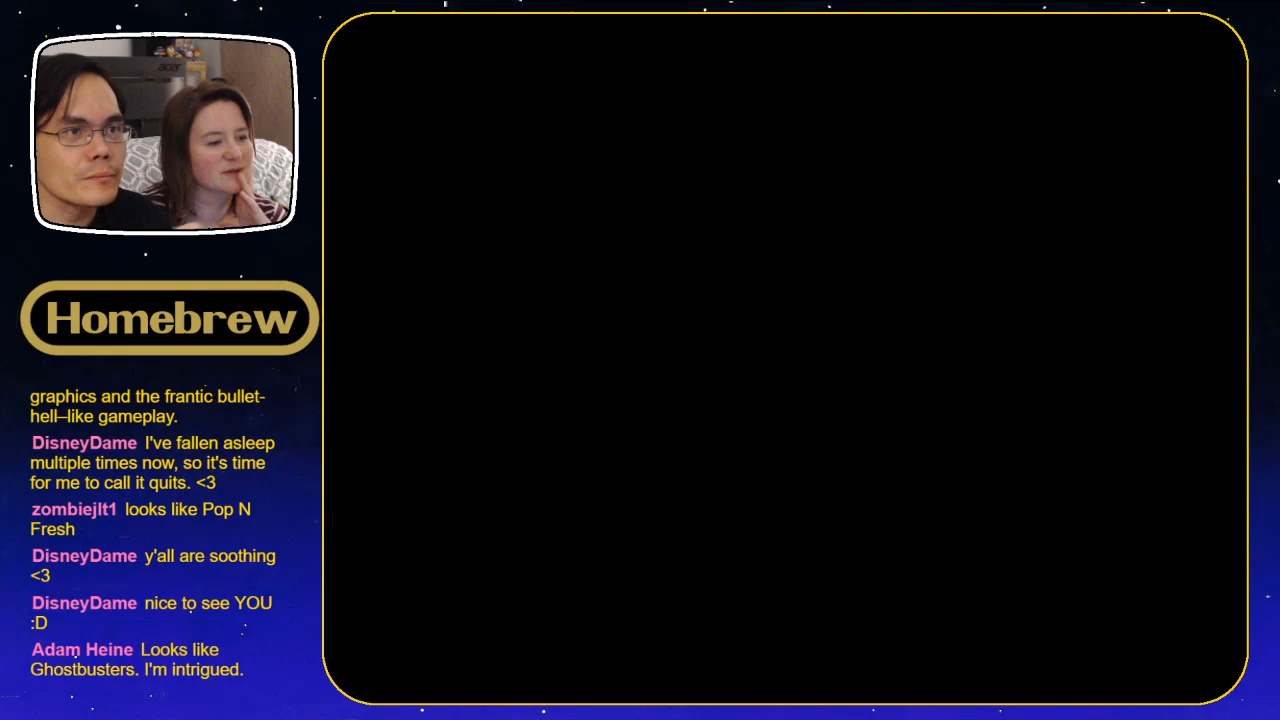 acer
Homebrew
graphics and the frantic bullet-
hell–like gameplay.
DisneyDame I've fallen asleep
multiple times now, so it's time
for me to call it quits. <3
zombiejlt1 looks like Pop N
Fresh
DisneyDame y'all are soothing
<3
DisneyDame nice to see YOU
:D
Adam Heine Looks like
Ghostbusters. I'm intrigued.